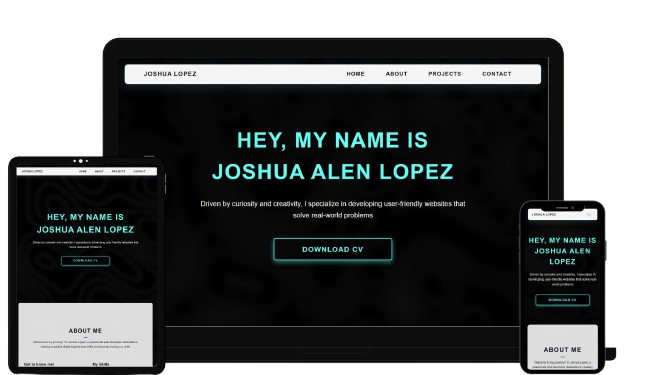 JOSHUA LOPEZ
HOME ABOUT PROJECTS CONTACT
HEY, MY NAME IS
JOSHUA ALEN LOPEZ
Driven by curiosity and creativity, I specialize in developing user-friendly websites that
solve real-world problems
DOWNLOAD CV
JOSHUA LOPEZ
HOME ABOUT PROJECTS CONTACT
HEY, MY NAME IS
JOSHUA ALEN LOPEZ
Driven by curiosity and creativity, I specialize in developing user-friendly websites that
solve real-world problems
DOWNLOAD CV
ABOUT ME
Get to know me!
My Skills
JOSHUA LOPEZ
HEY, MY NAME IS
JOSHUA ALEN
LOPEZ
Driven by curiosity and creativity, I specialize in
developing user-friendly websites that solve real-
world problems
DOWNLOAD CV
ABOUT ME